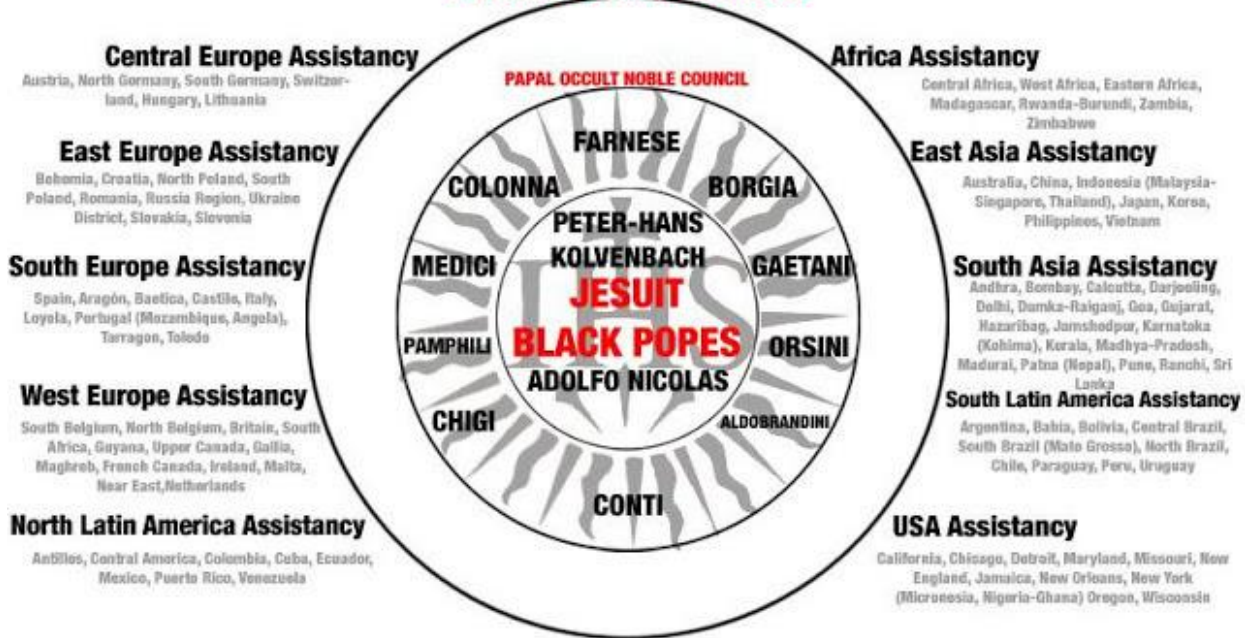 Central Europe Assistancy
Austria, North Germany, South Germany, Switzer-
land, Hungary, Lithuania
East Europe Assistancy
Bohemia, Croatia, North Poland, South
Poland, Romania, Russia Region, Ukraine
District, Slovakia, Slovenia
South Europe Assistancy
Spain, Aragón, Baetica, Castile, Italy,
Loyola, Portugal (Mozambique, Angola),
Tarragon, Toledo
West Europe Assistancy
South Belgium, North Belgium, Britain, South
Africa, Guyana, Upper Canada, Gallia,
Maghreb, French Canada, Ireland, Malta,
Near East,Netherlands
North Latin America Assistancy
Antilles, Central America, Colombia, Cuba, Ecuador,
Mexico, Puerto Rico, Venezuela
PAPAL OCCULT NOBLE COUNCIL
FARNESE
COLONNA
BORGIA
MEDICI
GAETANI
PAMPHILI
ORSINI
CHIGI
ALDOBRANDINI
CONTI
PETER-HANS
KOLVENBACH
IHS
JESUIT
BLACK POPES
ADOLFO NICOLAS
Africa Assistancy
Central Africa, West Africa, Eastern Africa,
Madagascar, Rwanda-Burundi, Zambia,
Zimbabwe
East Asia Assistancy
Australia, China, Indonesia (Malaysia-
Singapore, Thailand), Japan, Korea,
Philippines, Vietnam
South Asia Assistancy
Andhra, Bombay, Calcutta, Darjeeling,
Delhi, Dumka-Raiganj, Goa, Gujarat,
Hazaribag, Jamshedpur, Karnataka
(Kohima), Kerala, Madhya-Pradesh,
Madurai, Patna (Nepal), Pune, Ranchi, Sri
Lanka
South Latin America Assistancy
Argentina, Bahia, Bolivia, Central Brazil,
South Brazil (Mato Grosso), North Brazil,
Chile, Paraguay, Peru, Uruguay
USA Assistancy
California, Chicago, Detroit, Maryland, Missouri, New
England, Jamaica, New Orleans, New York
(Micronesia, Nigeria-Ghana) Oregon, Wisconsin